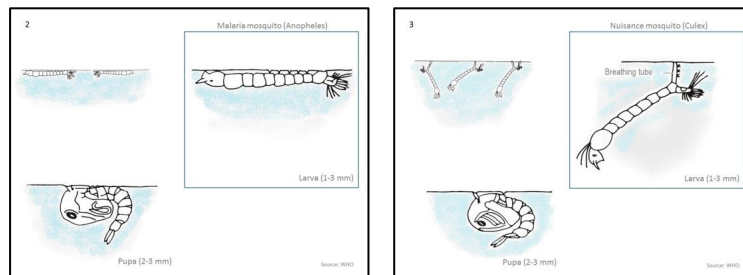 2
Malaria mosquito (Anopheles)
Larva (1-3 mm)
Pupa (2-3 mm)
Source: WHO
3
Nuisance mosquito (Culex)
Breathing tube
Larva (1-3 mm)
Pupa (2-3 mm)
Source: WHO